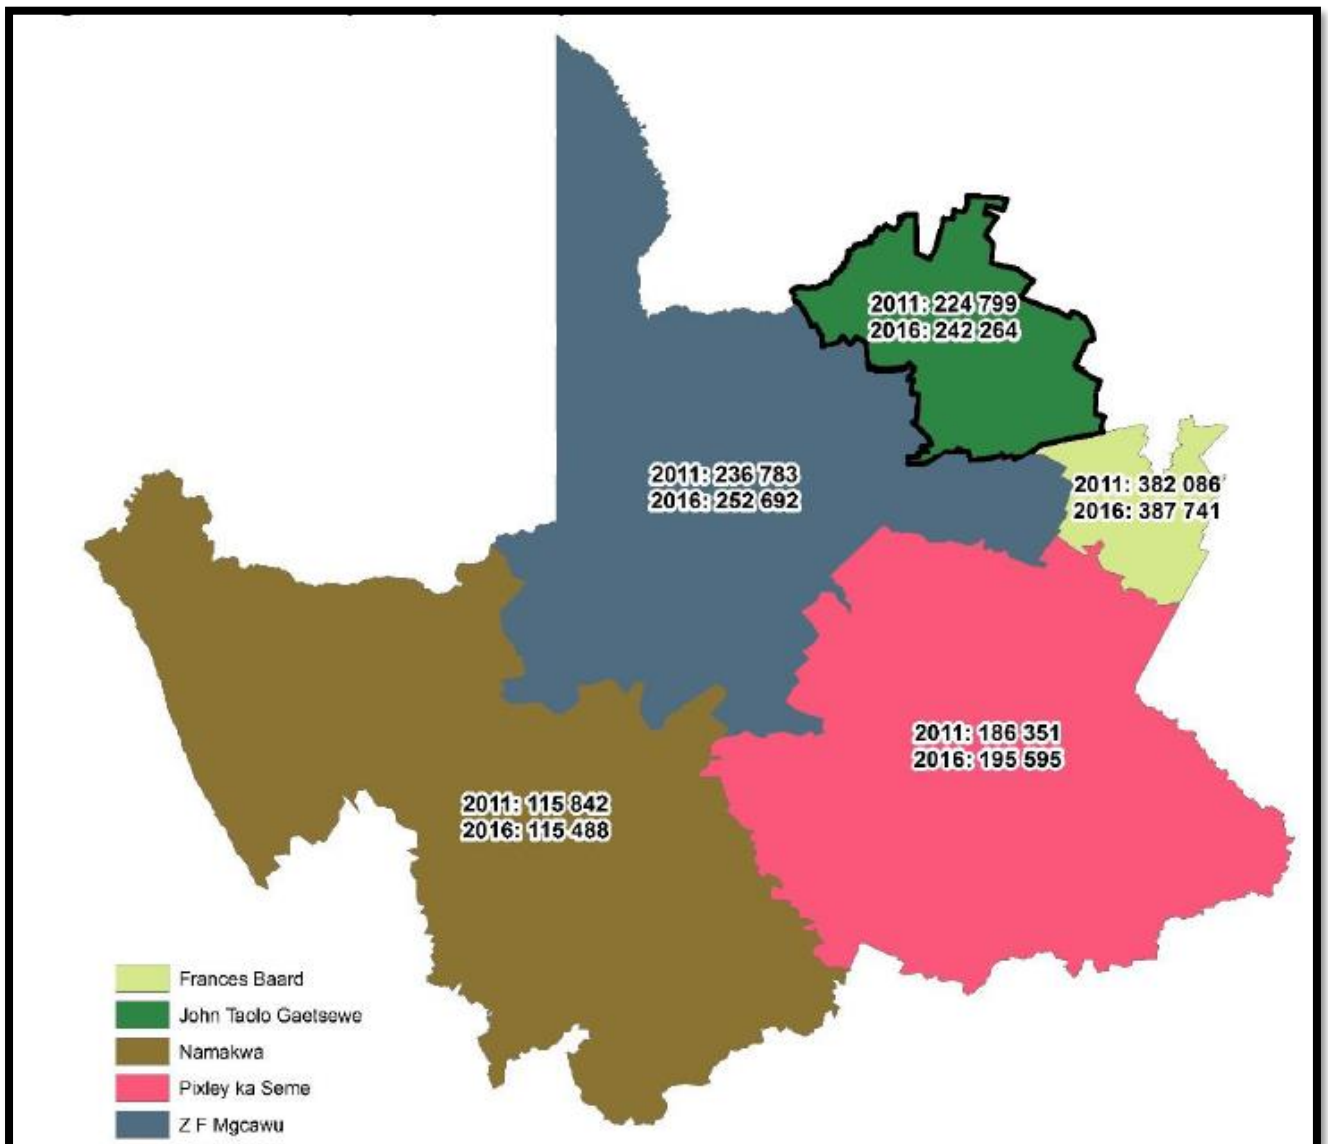 2011: 224 799
2016: 242 264
2011: 236 783
2016: 252 692
2011: 382 086
2016: 387 741
2011: 186 351
2016: 195 595
2011: 115 842
2016: 115 488
Frances Baard
John Taolo Gaetsewe
Namakwa
Pixley ka Seme
Z F Mgcawu